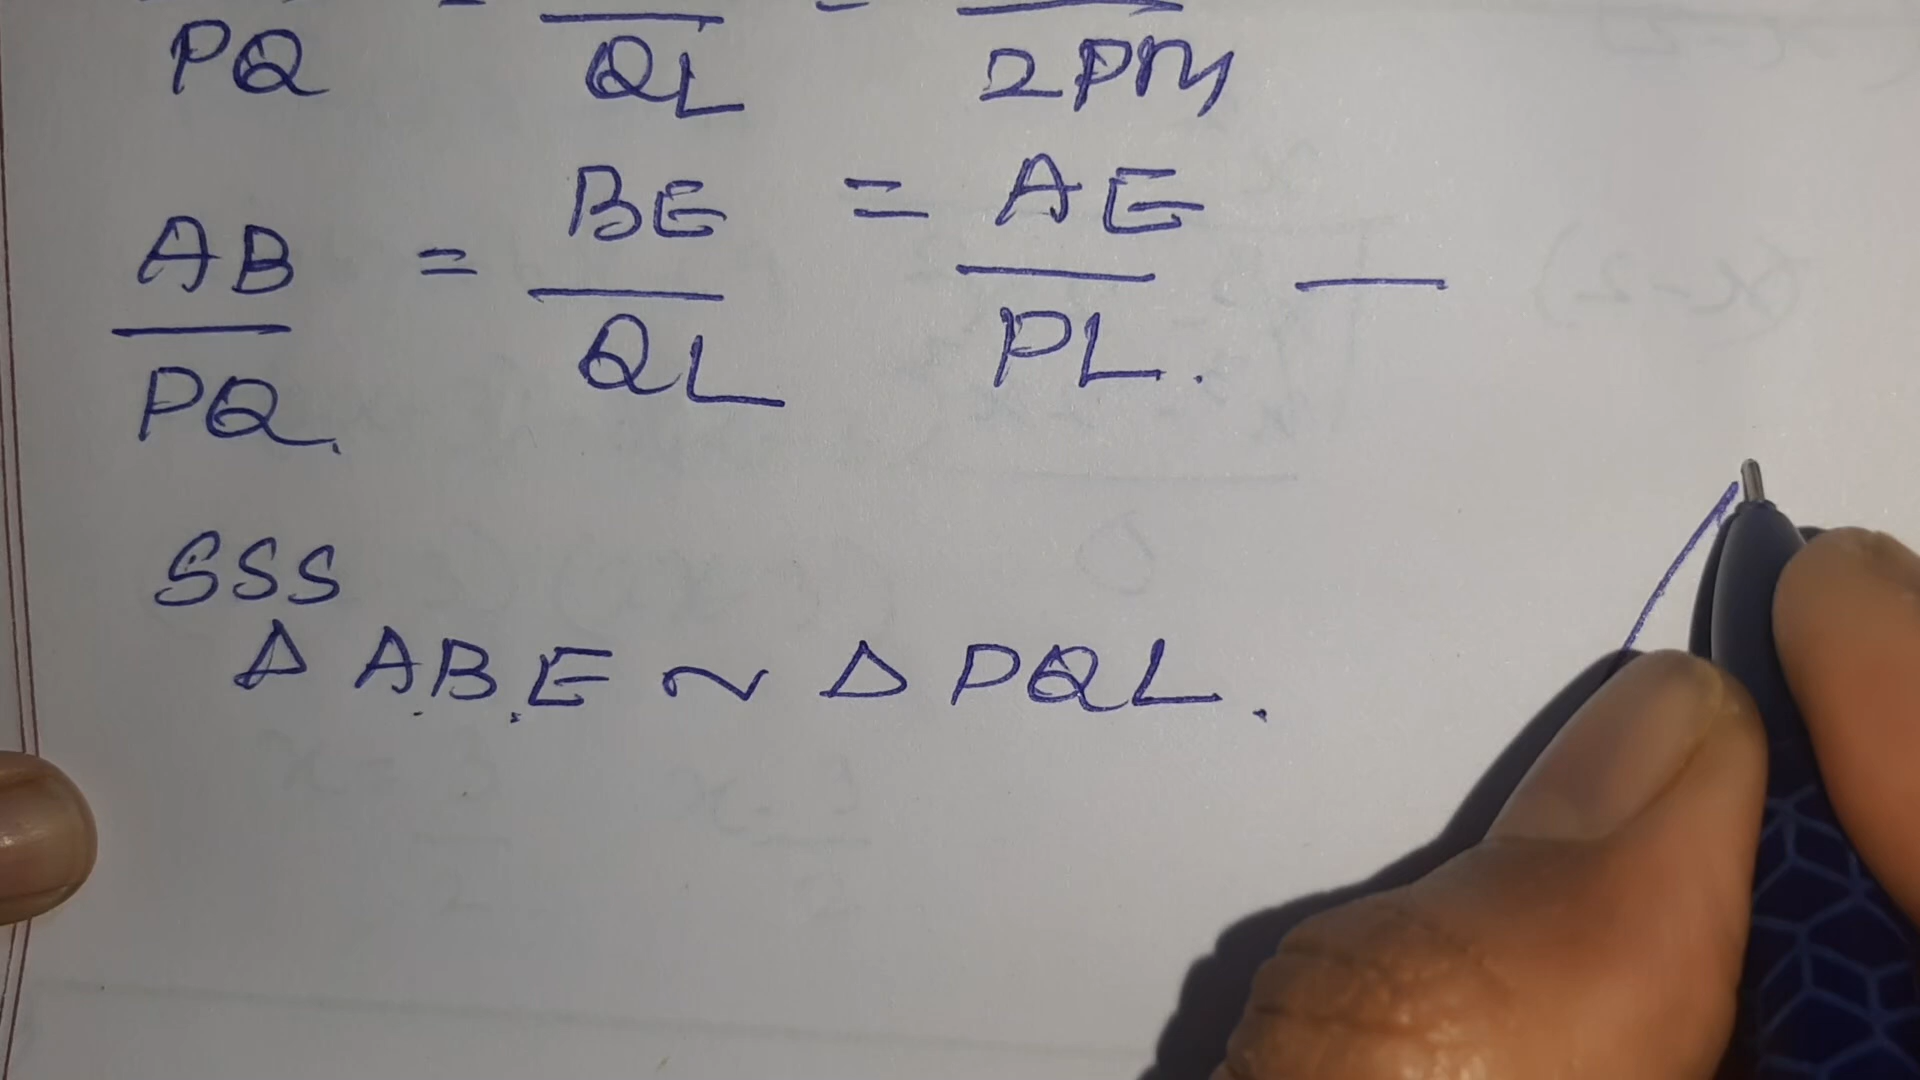 PQ = QL = 2PM
AB = BE = AE —
PQ. QL PL.
SSS
Δ ABE ~ Δ PQL.